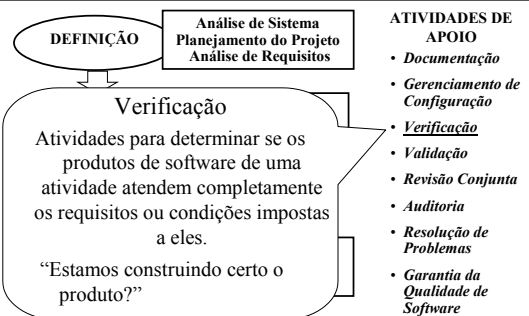 DEFINIÇÃO
Análise de Sistema
Planejamento do Projeto
Análise de Requisitos
Verificação
Atividades para determinar se os
produtos de software de uma
atividade atendem completamente
os requisitos ou condições impostas
a eles.
“Estamos construindo certo o
produto?”
ATIVIDADES DE
APOIO
• Documentação
• Gerenciamento de
Configuração
• Verificação
• Validação
• Revisão Conjunta
• Auditoria
• Resolução de
Problemas
• Garantia da
Qualidade de
Software